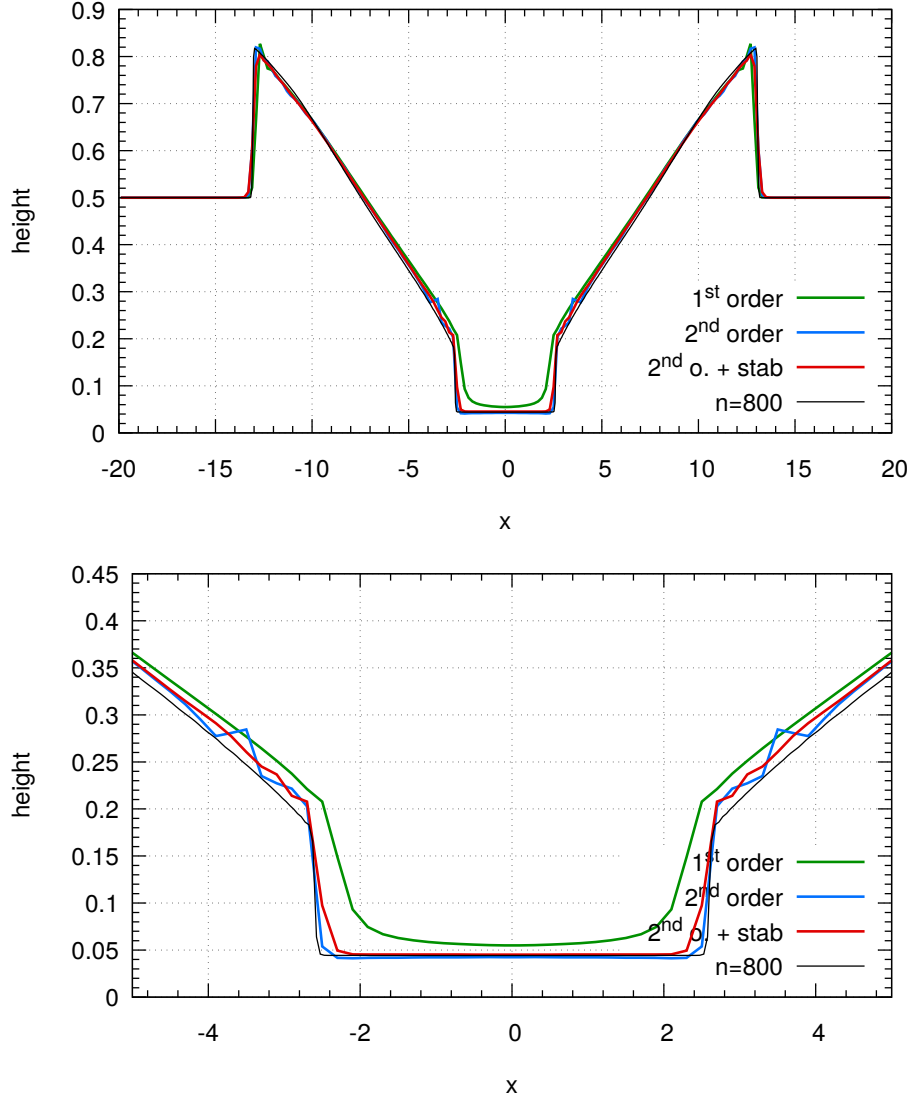 0.9
0.8
0.7
0.6
0.5
0.4
0.3
0.2
0.1
0
height
1st order
2nd order
2nd o. + stab
n=800
-20 -15 -10 -5 0 5 10 15 20
x
0.45
0.4
0.35
0.3
0.25
0.2
0.15
0.1
0.05
0
height
1st order
2nd order
2nd o. + stab
n=800
-4 -2 0 2 4
x